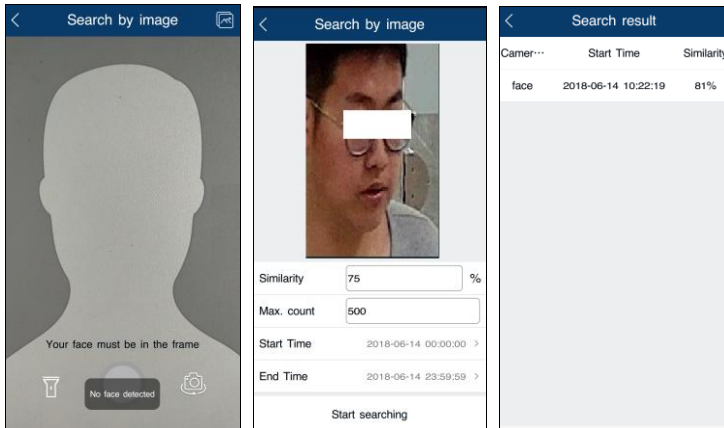 Search by image
Your face must be in the frame
No face detected
Search by image
Similarity 75 %
Max. count 500
Start Time 2018-06-14 00:00:00 >
End Time 2018-06-14 23:59:59 >
Start searching
Search result
Camer··· Start Time Similarity
face 2018-06-14 10:22:19 81%